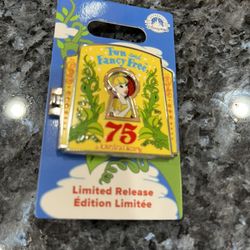 Fun and
Fancy Free
75
Limited Release
Édition Limitée